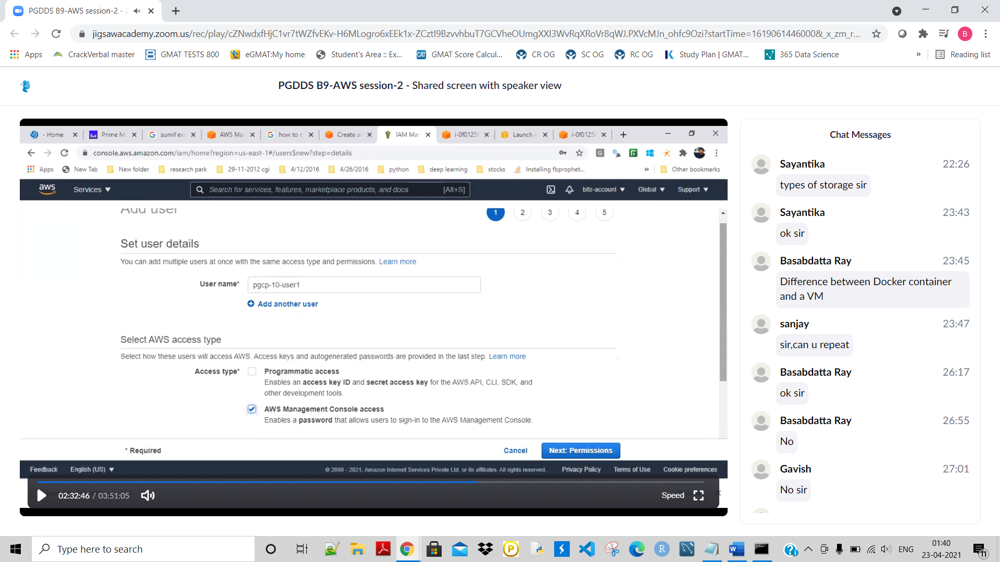 PGDDS B9-AWS session-2 - Z
jigsawacademy.zoom.us/rec/play/cZNwdxfHjC1vr7tWZfvEKv-H6MLogro6xEEk1x-ZCztI9BzvvhbuT7GCVheOUmgXXI3WvRqXRoVr8qWJ.PXVcMJn_ohfc9Ozi?startTime=1619061446000&_x_zm_r...
B
Apps CrackVerbal master GMAT TESTS 800 eGMAT:My home Student's Area :: Ex... CAT GMAT Score Calcul... CR OG SC OG RC OG Study Plan | GMAT... 365 Data Science » Reading list
PGDDS B9-AWS session-2 - Shared screen with speaker view
- Home Prime Mu sumif exc AWS Ma how to c Create a IAM Man i-0f0125 Launch i i-0f0125
console.aws.amazon.com/iam/home?region=us-east-1#/users$new?step=details
Apps New Tab New folder research park 29-11-2012 cgi 4/12/2016 4/26/2016 python deep learning stocks Installing fbprophet... » Other bookmarks
aws Services Search for services, features, marketplace products, and docs [Alt+S] bits-account Global Support
Add user 1 2 3 4 5
Set user details
You can add multiple users at once with the same access type and permissions. Learn more
User name* pgcp-10-user1
Add another user
Select AWS access type
Select how these users will access AWS. Access keys and autogenerated passwords are provided in the last step. Learn more
Access type* Programmatic access
Enables an access key ID and secret access key for the AWS API, CLI, SDK, and
other development tools.
AWS Management Console access
Enables a password that allows users to sign-in to the AWS Management Console.
* Required Cancel Next: Permissions
Feedback English (US) © 2008 - 2021, Amazon Internet Services Private Ltd. or its affiliates. All rights reserved. Privacy Policy Terms of Use Cookie preferences
02:32:46 / 03:51:05 Speed
Chat Messages
Sayantika 22:26
types of storage sir
Sayantika 23:43
ok sir
Basabdatta Ray 23:45
Difference between Docker container
and a VM
sanjay 23:47
sir,can u repeat
Basabdatta Ray 26:17
ok sir
Basabdatta Ray 26:55
No
Gavish 27:01
No sir
Type here to search
ENG
01:40
23-04-2021
11